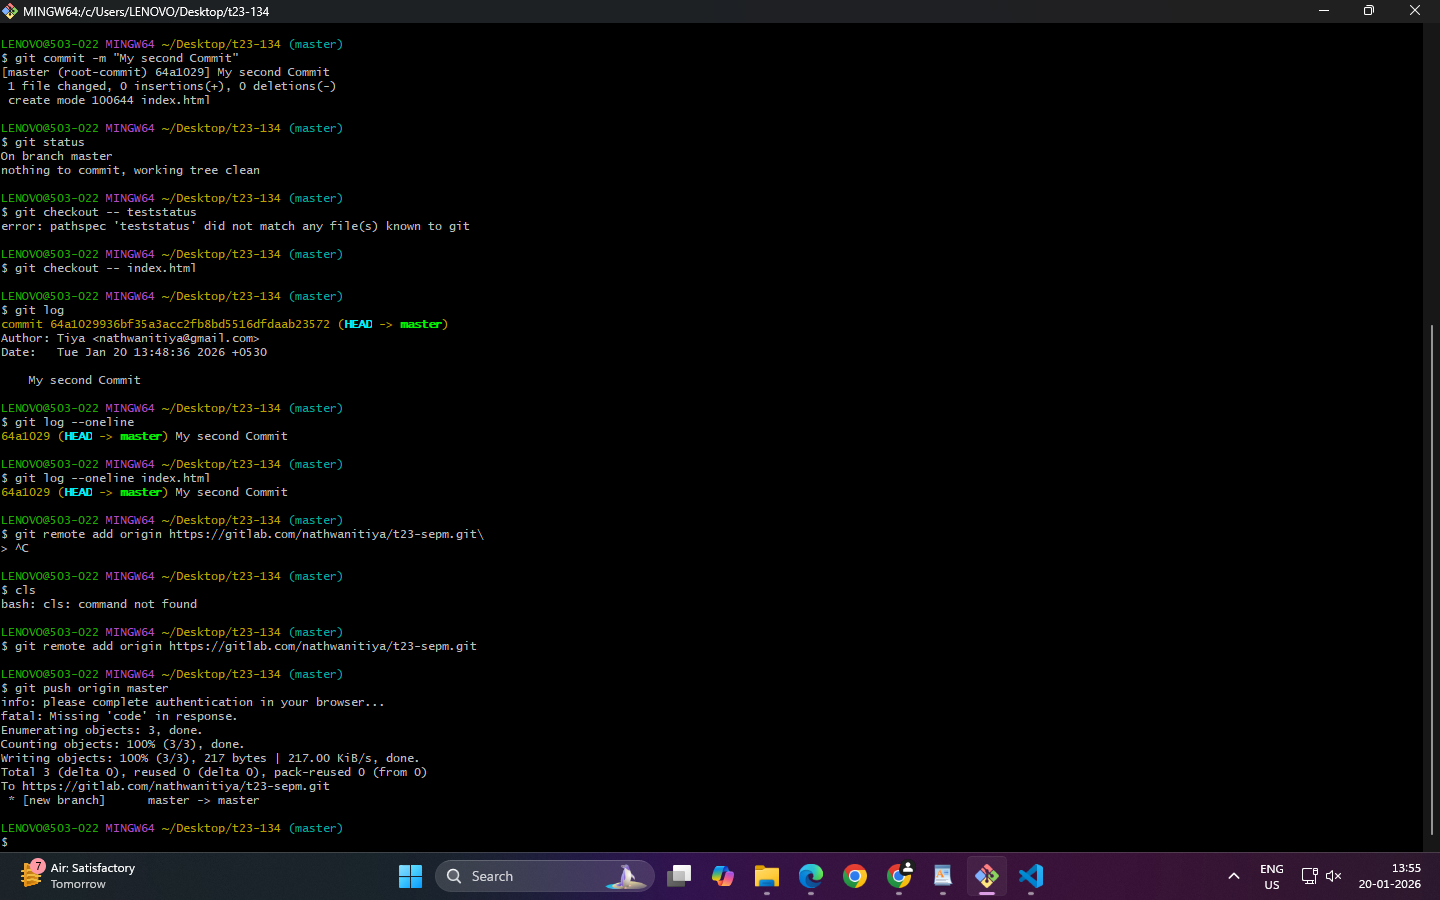 MINGW64:/c/Users/LENOVO/Desktop/t23-134
LENOVO@503-022 MINGW64 ~/Desktop/t23-134 (master)
$ git commit -m "My second Commit"
[master (root-commit) 64a1029] My second Commit
 1 file changed, 0 insertions(+), 0 deletions(-)
 create mode 100644 index.html
LENOVO@503-022 MINGW64 ~/Desktop/t23-134 (master)
$ git status
On branch master
nothing to commit, working tree clean
LENOVO@503-022 MINGW64 ~/Desktop/t23-134 (master)
$ git checkout -- teststatus
error: pathspec 'teststatus' did not match any file(s) known to git
LENOVO@503-022 MINGW64 ~/Desktop/t23-134 (master)
$ git checkout -- index.html
LENOVO@503-022 MINGW64 ~/Desktop/t23-134 (master)
$ git log
commit 64a1029936bf35a3acc2fb8bd5516dfdaab23572 (HEAD -> master)
Author: Tiya <nathwanitiya@gmail.com>
Date:   Tue Jan 20 13:48:36 2026 +0530
    My second Commit
LENOVO@503-022 MINGW64 ~/Desktop/t23-134 (master)
$ git log --oneline
64a1029 (HEAD -> master) My second Commit
LENOVO@503-022 MINGW64 ~/Desktop/t23-134 (master)
$ git log --oneline index.html
64a1029 (HEAD -> master) My second Commit
LENOVO@503-022 MINGW64 ~/Desktop/t23-134 (master)
$ git remote add origin https://gitlab.com/nathwanitiya/t23-sepm.git\
> ^C
LENOVO@503-022 MINGW64 ~/Desktop/t23-134 (master)
$ cls
bash: cls: command not found
LENOVO@503-022 MINGW64 ~/Desktop/t23-134 (master)
$ git remote add origin https://gitlab.com/nathwanitiya/t23-sepm.git
LENOVO@503-022 MINGW64 ~/Desktop/t23-134 (master)
$ git push origin master
info: please complete authentication in your browser...
fatal: Missing 'code' in response.
Enumerating objects: 3, done.
Counting objects: 100% (3/3), done.
Writing objects: 100% (3/3), 217 bytes | 217.00 KiB/s, done.
Total 3 (delta 0), reused 0 (delta 0), pack-reused 0 (from 0)
To https://gitlab.com/nathwanitiya/t23-sepm.git
 * [new branch]      master -> master
LENOVO@503-022 MINGW64 ~/Desktop/t23-134 (master)
$
7
Air: Satisfactory
Tomorrow
Search
ENG
US
13:55
20-01-2026